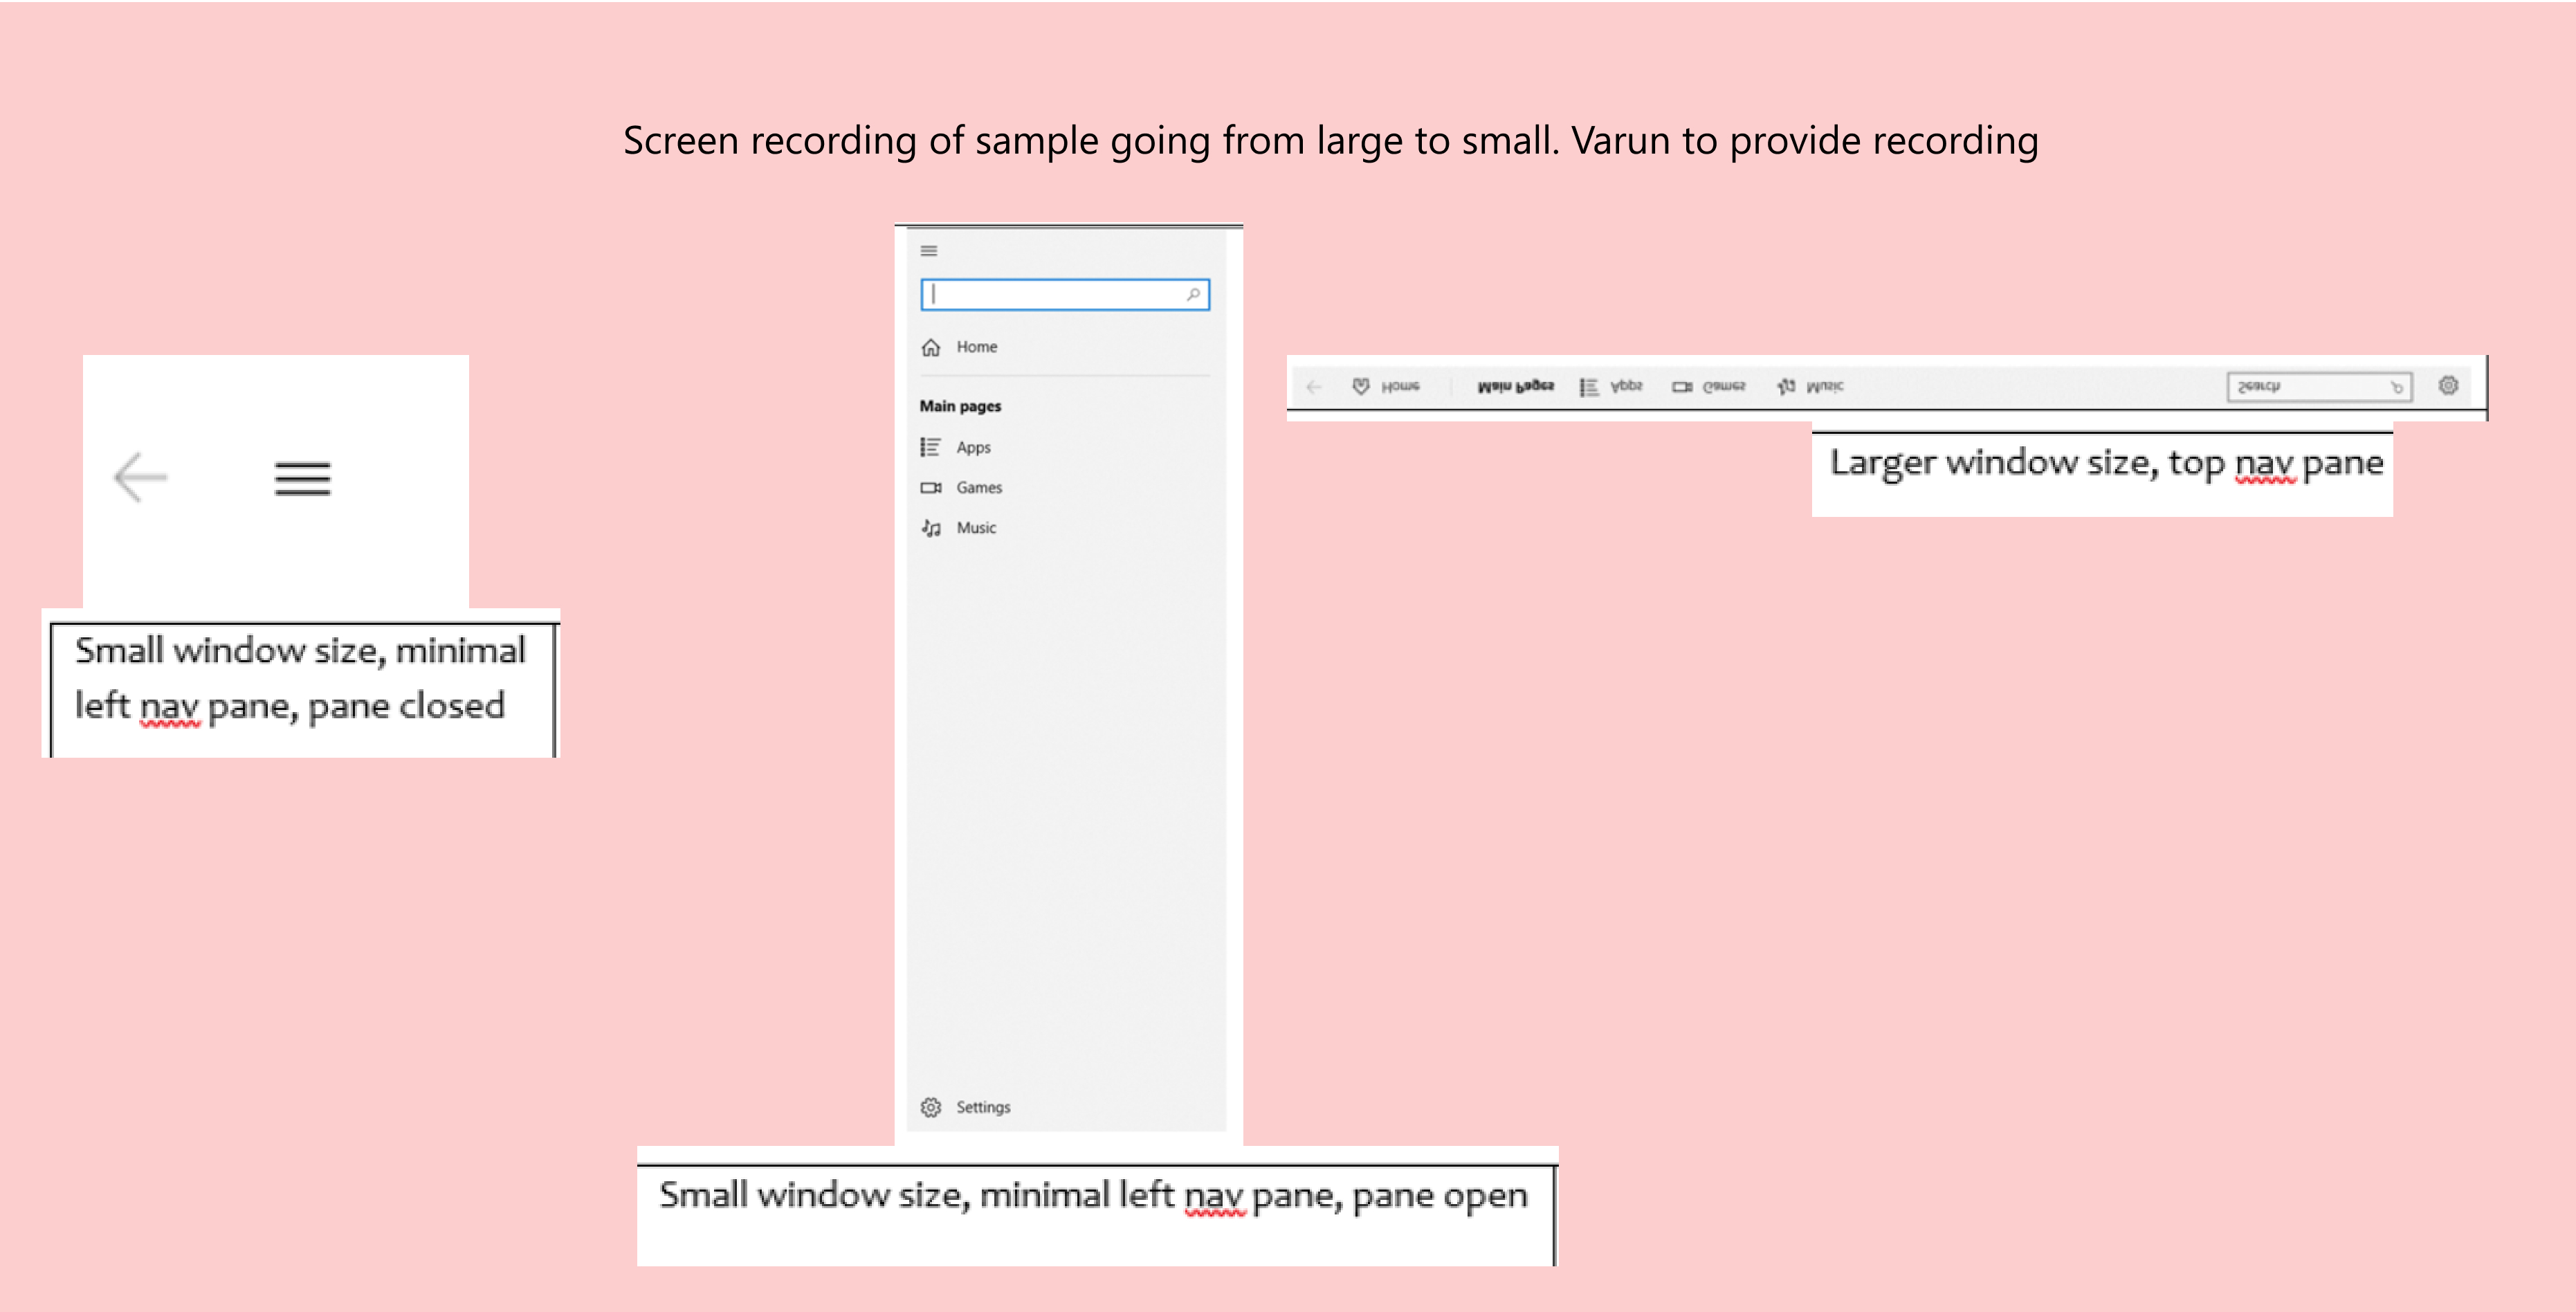 Screen recording of sample going from large to small. Varun to provide recording
Home
Main pages
Apps
Games
Music
Settings
Home Main Pages Apps Games Music Search
Larger window size, top nav pane
Small window size, minimal
left nav pane, pane closed
Small window size, minimal left nav pane, pane open